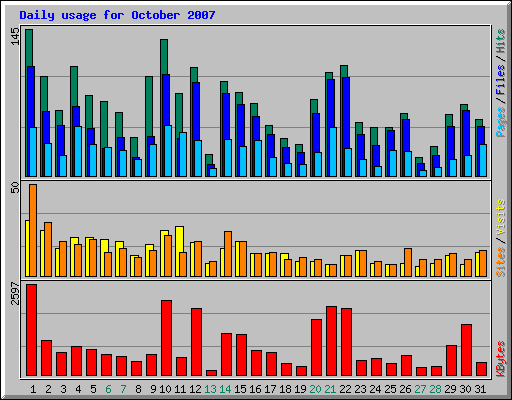 Daily usage for October 2007
145
Pages / Files / Hits
50
Sites / Visits
2597
KBytes
1 2 3 4 5 6 7 8 9 10 11 12 13 14 15 16 17 18 19 20 21 22 23 24 25 26 27 28 29 30 31